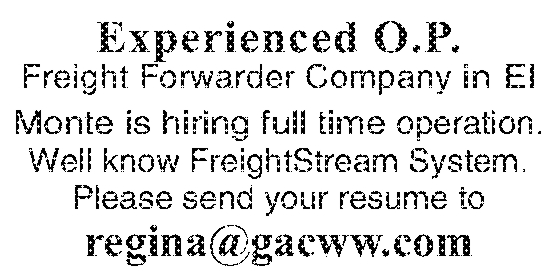 Experienced O.P.
Freight Forwarder Company in El
Monte is hiring full time operation.
Well know FreightStream System.
Please send your resume to
regina@gacww.com